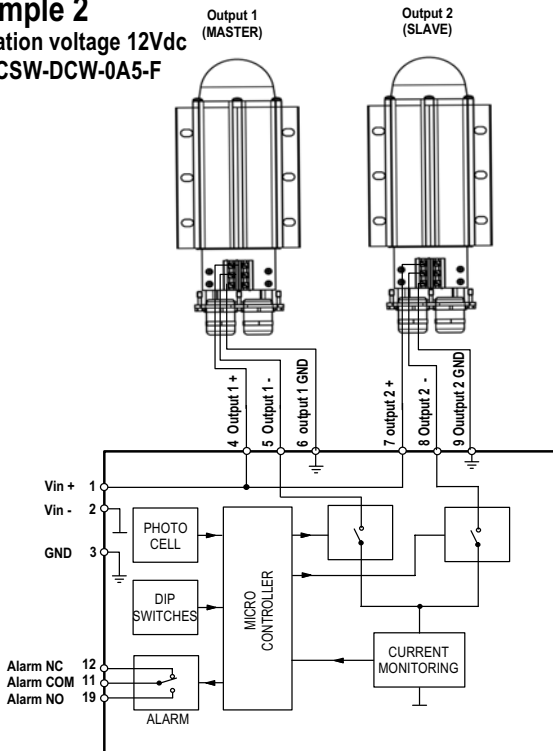 mple 2
ation voltage 12Vdc
CSW-DCW-0A5-F
Output 1
(MASTER)
Output 2
(SLAVE)
4 Output 1 +
5 Output 1 -
6 output 1 GND
7 output 2 +
8 Output 2 -
9 Ouutput 2 GND
Vin + 1
Vin - 2
GND 3
PHOTO
CELL
DIP
SWITCHES
MICRO
CONTROLLER
CURRENT
MONITORING
Alarm NC 12
Alarm COM 11
Alarm NO 19
ALARM